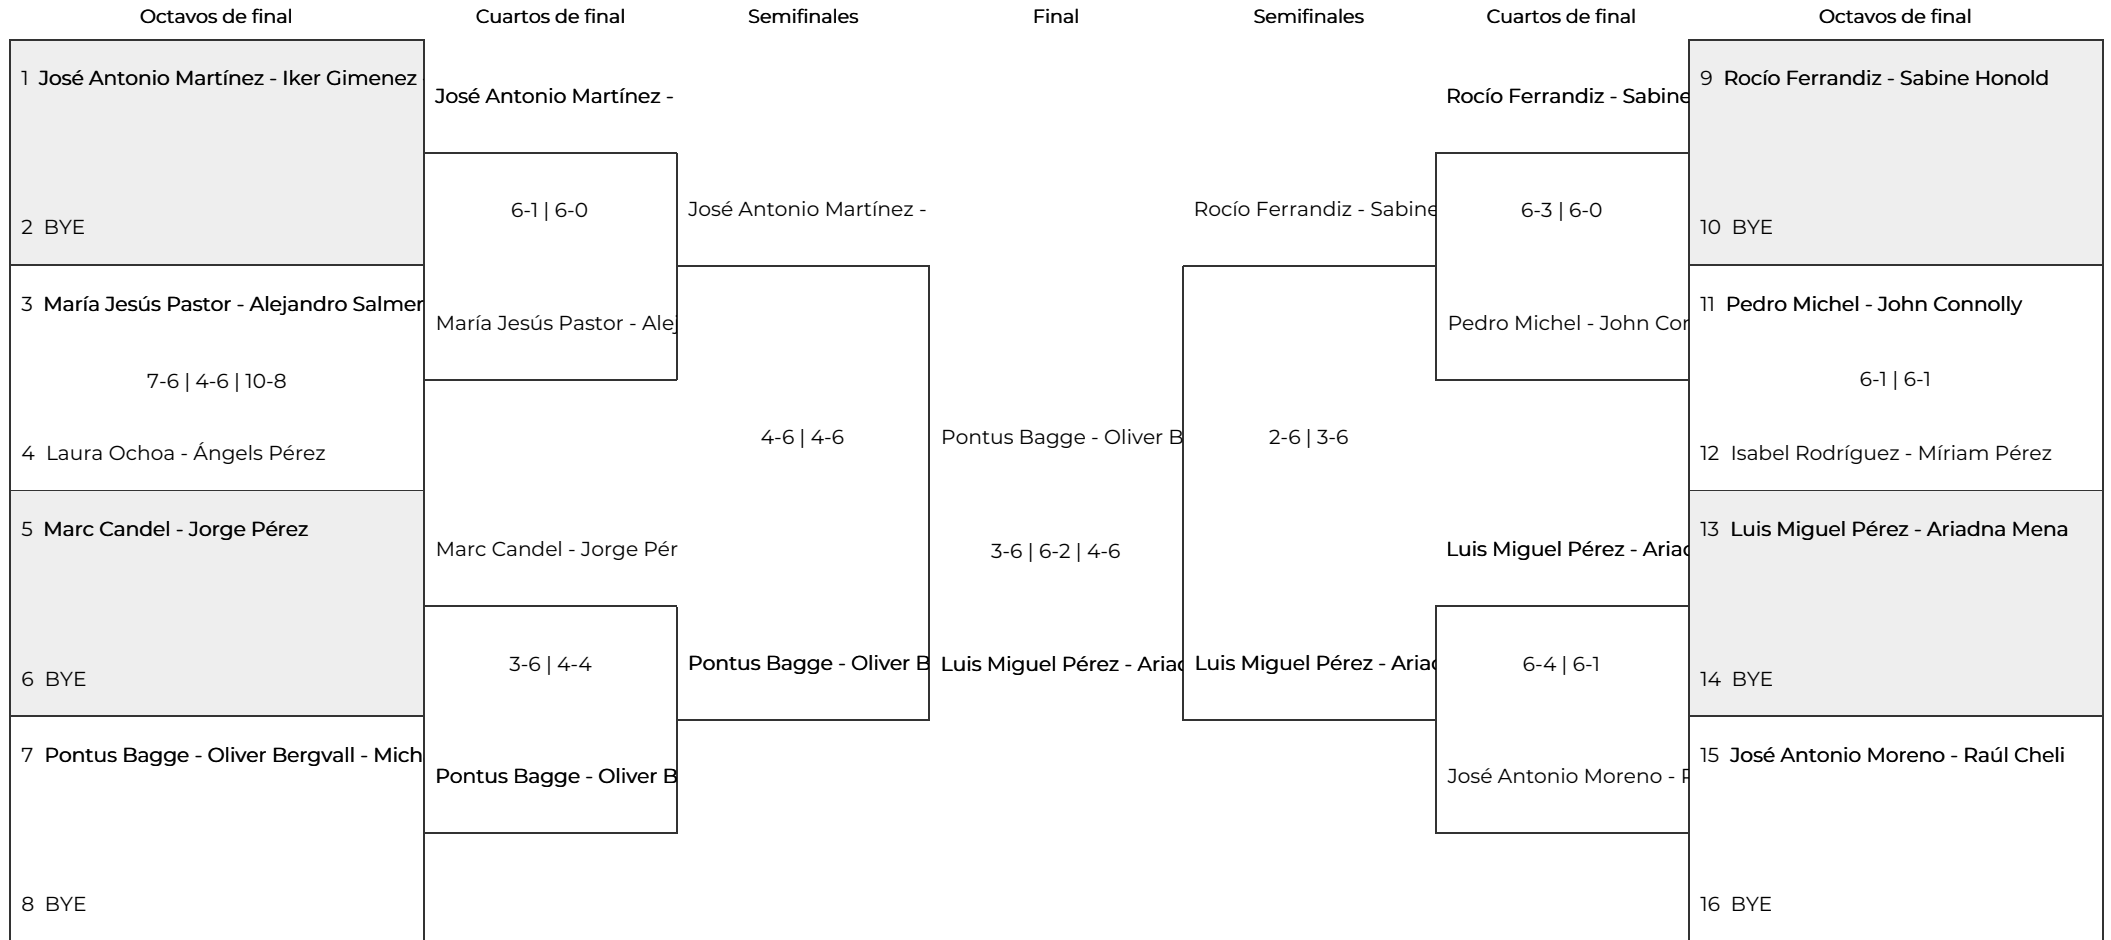 Octavos de final
Cuartos de final
Semifinales
Final
Semifinales
Cuartos de final
Octavos de final
1 José Antonio Martínez - Iker Gimenez
2 BYE
3 María Jesús Pastor - Alejandro Salmer
7-6 | 4-6 | 10-8
4 Laura Ochoa - Ángels Pérez
5 Marc Candel - Jorge Pérez
6 BYE
7 Pontus Bagge - Oliver Bergvall - Mich
8 BYE
José Antonio Martínez -
6-1 | 6-0
María Jesús Pastor - Alej
Marc Candel - Jorge Pér
3-6 | 4-4
Pontus Bagge - Oliver B
José Antonio Martínez -
4-6 | 4-6
Pontus Bagge - Oliver B
Pontus Bagge - Oliver B
3-6 | 6-2 | 4-6
Luis Miguel Pérez - Ariad
Rocío Ferrandiz - Sabine
2-6 | 3-6
Luis Miguel Pérez - Ariad
Rocío Ferrandiz - Sabine
6-3 | 6-0
Pedro Michel - John Con
Luis Miguel Pérez - Ariad
6-4 | 6-1
José Antonio Moreno - R
9 Rocío Ferrandiz - Sabine Honold
10 BYE
11 Pedro Michel - John Connolly
6-1 | 6-1
12 Isabel Rodríguez - Míriam Pérez
13 Luis Miguel Pérez - Ariadna Mena
14 BYE
15 José Antonio Moreno - Raúl Cheli
16 BYE